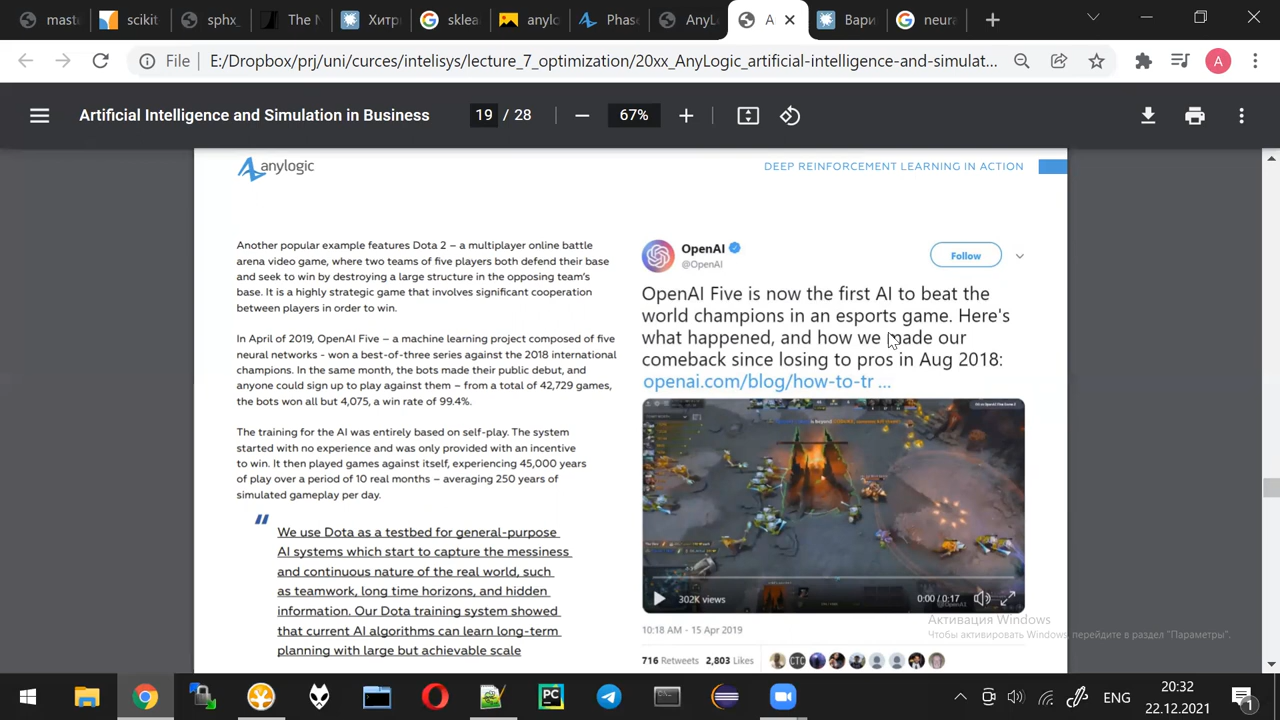 maste
scikit
sphx_
The N
Хитр
sklea
anylo
Phase
AnyL
A
Вари
neura
File
E:/Dropbox/prj/uni/curces/intelisys/lecture_7_optimization/20xx_AnyLogic_artificial-intelligence-and-simulat...
A
Artificial Intelligence and Simulation in Business
19 / 28
67%
anylogic
DEEP REINFORCEMENT LEARNING IN ACTION
Another popular example features Dota 2 – a multiplayer online battle
arena video game, where two teams of five players both defend their base
and seek to win by destroying a large structure in the opposing team's
base. It is a highly strategic game that involves significant cooperation
between players in order to win.
In April of 2019, OpenAI Five – a machine learning project composed of five
neural networks - won a best-of-three series against the 2018 international
champions. In the same month, the bots made their public debut, and
anyone could sign up to play against them – from a total of 42,729 games,
the bots won all but 4,075, a win rate of 99.4%.
The training for the AI was entirely based on self-play. The system
started with no experience and was only provided with an incentive
to win. It then played games against itself, experiencing 45,000 years
of play over a period of 10 real months – averaging 250 years of
simulated gameplay per day.
"
We use Dota as a testbed for general-purpose
AI systems which start to capture the messiness
and continuous nature of the real world, such
as teamwork, long time horizons, and hidden
information. Our Dota training system showed
that current AI algorithms can learn long-term
planning with large but achievable scale
OpenAI
@OpenAI
Follow
OpenAI Five is now the first AI to beat the
world champions in an esports game. Here's
what happened, and how we made our
comeback since losing to pros in Aug 2018:
openai.com/blog/how-to-tr ...
302K views
0:00 / 0:17
@OpenAI
10:18 AM - 15 Apr 2019
716 Retweets 2,803 Likes
CTC
Активация Windows
Чтобы активировать Windows, перейдите в раздел "Параметры".
PC
ENG
20:32
22.12.2021
1